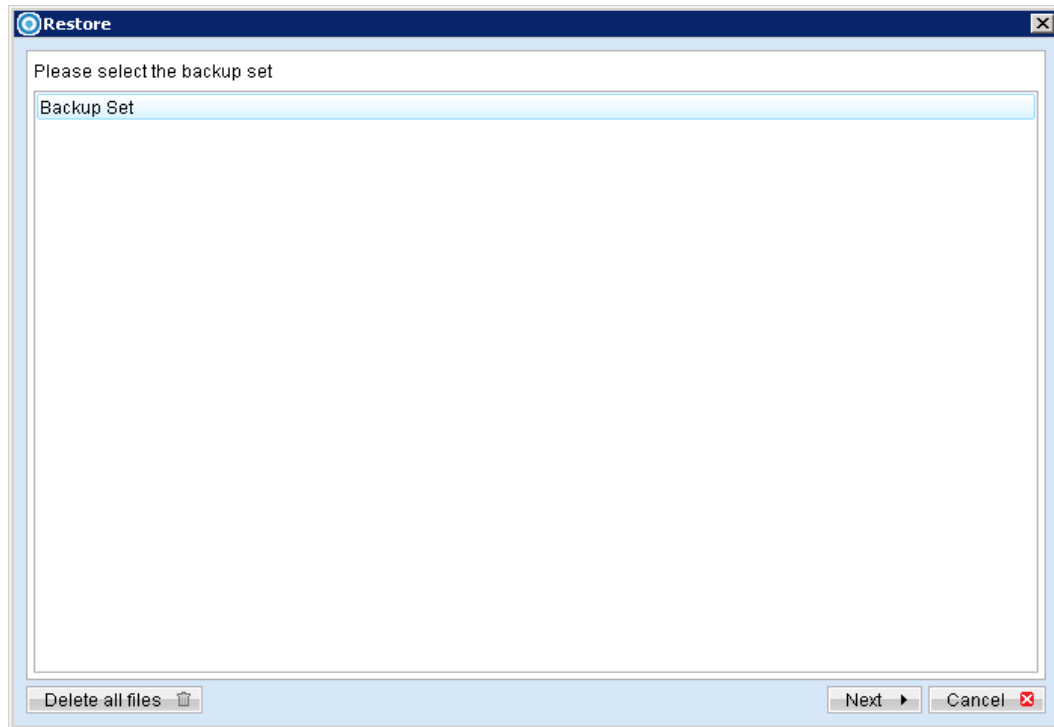 Restore
Please select the backup set
Backup Set
Delete all files
Next
Cancel